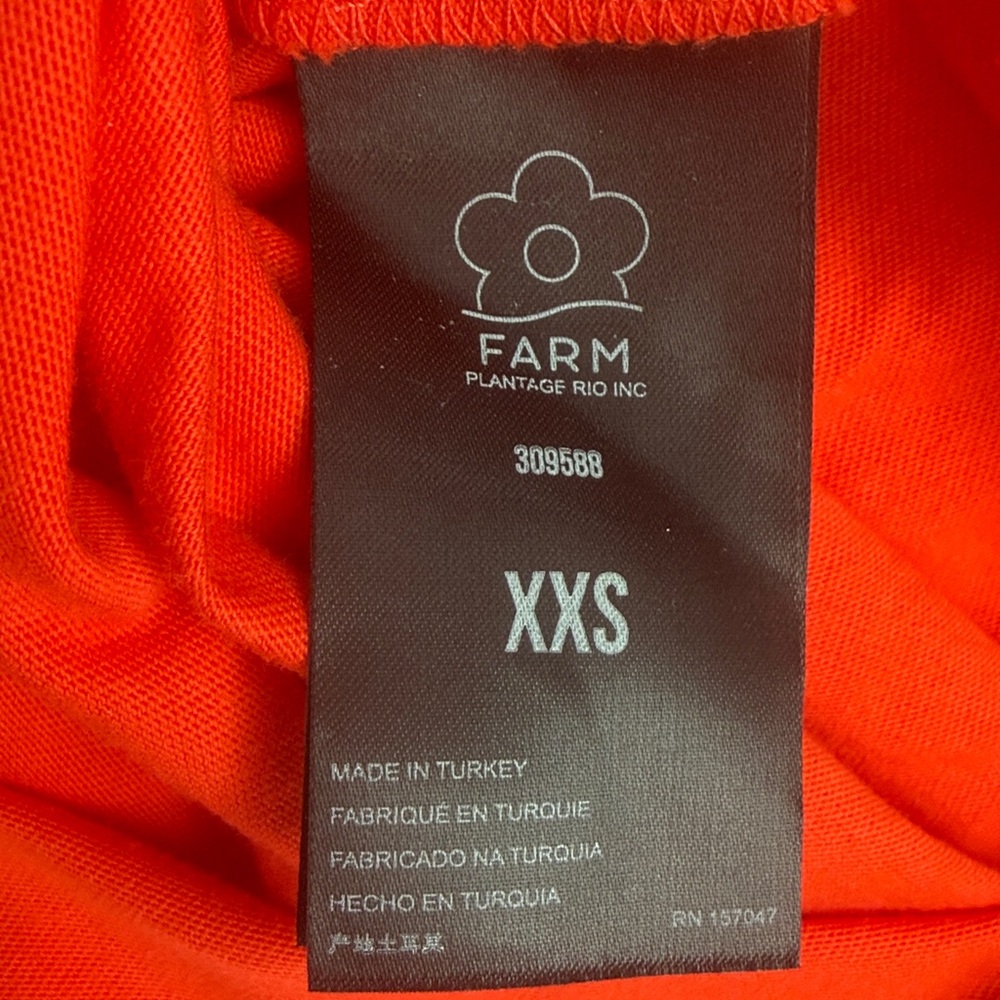 FARM
PLANTAGE RIO INC
309588
XXS
MADE IN TURKEY
FABRIQUÉ EN TURQUIE
FABRICADO NA TURQUIA
HECHO EN TURQUIA
RN 157047
产地土耳其